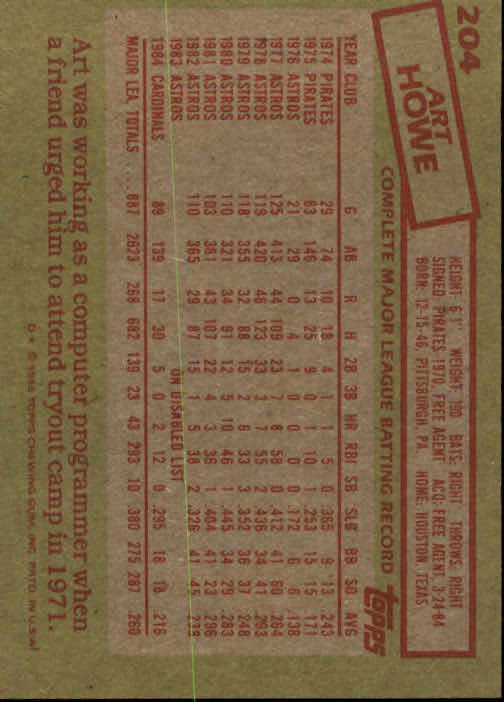 204
ART
HOWE
HEIGHT: 6'1" WEIGHT: 190 BATS: RIGHT THROWS: RIGHT
SIGNED: PIRATES 1970, FREE AGENT ACQ: FREE AGENT, 3-24-84
BORN: 12-15-46, PITTSBURGH, PA. HOME: HOUSTON, TEXAS
COMPLETE MAJOR LEAGUE BATTING RECORD
topps
YEAR CLUB G AB R H 2B 3B HR RBI SB SLG BB SO AVG
1974 PIRATES 29 74 10 18 4 1 1 5 0 .365 9 13 .243
1975 PIRATES 63 146 13 25 9 0 1 10 1 .253 15 15 .171
1976 ASTROS 21 29 0 4 1 0 0 0 0 .172 6 6 .138
1977 ASTROS 125 413 44 109 23 7 8 58 0 .412 41 60 .264
1978 ASTROS 119 420 46 123 33 3 7 55 2 .436 34 41 .293
1979 ASTROS 118 355 32 88 15 2 6 33 3 .352 36 37 .248
1980 ASTROS 110 321 34 91 12 5 10 46 1 .445 34 29 .283
1981 ASTROS 103 361 43 107 22 4 3 36 1 .404 41 23 .296
1982 ASTROS 110 365 29 87 15 1 5 38 2 .326 41 45 .238
1983 ASTROS ON DISABLED LIST
1984 CARDINALS 89 139 17 30 5 0 2 12 0 .295 18 18 .216
MAJOR LEA. TOTALS 887 2623 268 682 139 23 43 293 10 .380 275 287 .260
Art was working as a computer programmer when
a friend urged him to attend tryout camp in 1971.
D* © 1985 TOPPS CHEWING GUM, INC. PRTD. IN U.S.A.